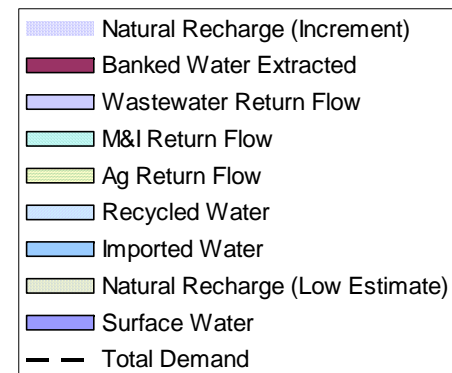 Natural Recharge (Increment)
Banked Water Extracted
Wastewater Return Flow
M&I Return Flow
Ag Return Flow
Recycled Water
Imported Water
Natural Recharge (Low Estimate)
Surface Water
Total Demand